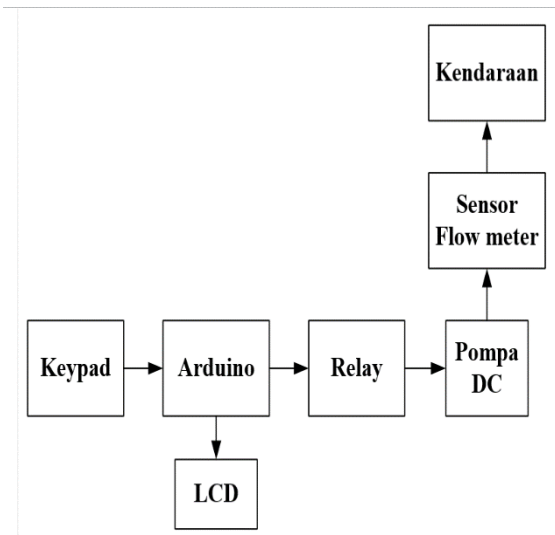 Kendaraan
Sensor
Flow meter
Keypad
Arduino
Relay
Pompa
DC
LCD